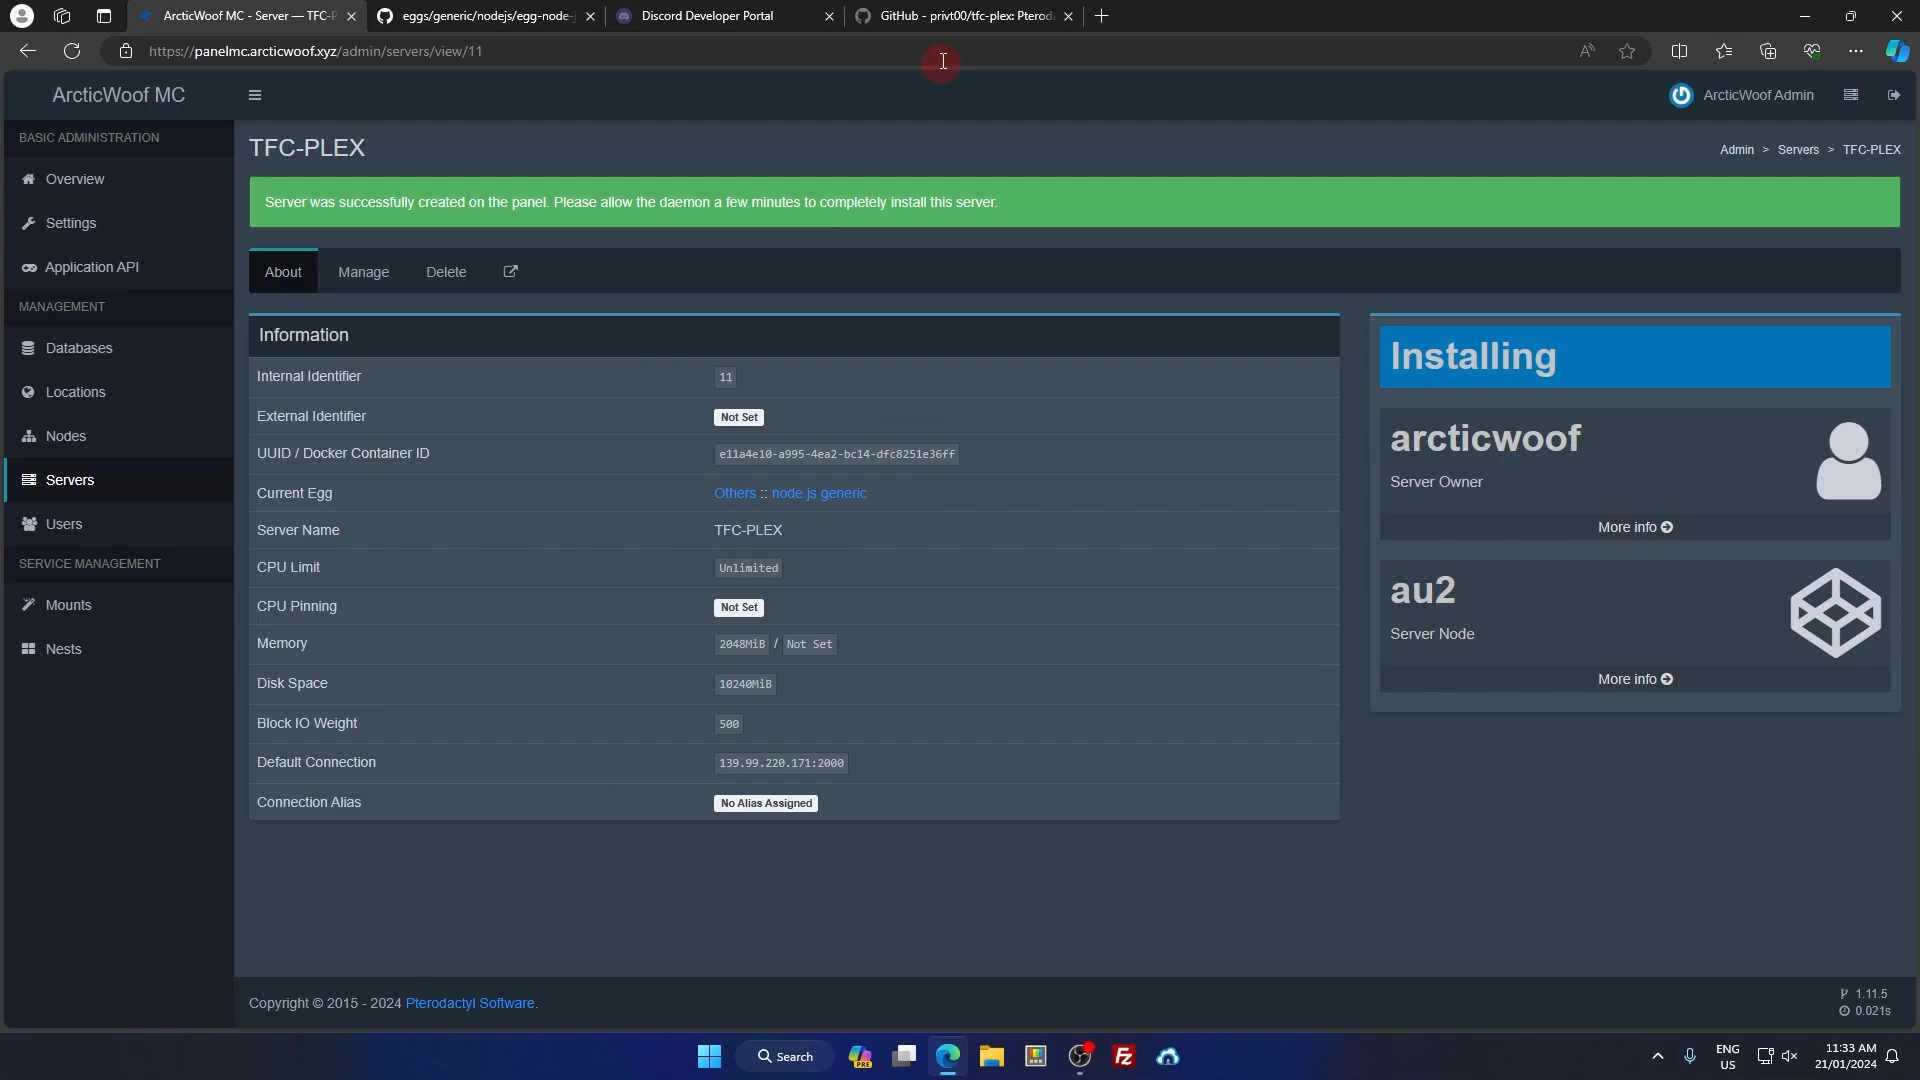 ArcticWoof MC - Server — TFC-P
eggs/generic/nodejs/egg-node-j
Discord Developer Portal
GitHub - privt00/tfc-plex: Pterod
https://panelmc.arcticwoof.xyz/admin/servers/view/11
ArcticWoof MC
ArcticWoof Admin
BASIC ADMINISTRATION
Overview
Settings
Application API
MANAGEMENT
Databases
Locations
Nodes
Servers
Users
SERVICE MANAGEMENT
Mounts
Nests
TFC-PLEX
Admin > Servers > TFC-PLEX
Server was successfully created on the panel. Please allow the daemon a few minutes to completely install this server.
About
Manage
Delete
Information
Internal Identifier 11
External Identifier Not Set
UUID / Docker Container ID e11a4e10-a995-4ea2-bc14-dfc8251e36ff
Current Egg Others :: node.js generic
Server Name TFC-PLEX
CPU Limit Unlimited
CPU Pinning Not Set
Memory 2048MiB / Not Set
Disk Space 10240MiB
Block IO Weight 500
Default Connection 139.99.220.171:2000
Connection Alias No Alias Assigned
Installing
arcticwoof
Server Owner
More info
au2
Server Node
More info
Copyright © 2015 - 2024 Pterodactyl Software.
1.11.5
0.021s
Search
PRE
ENG
US
11:33 AM
21/01/2024